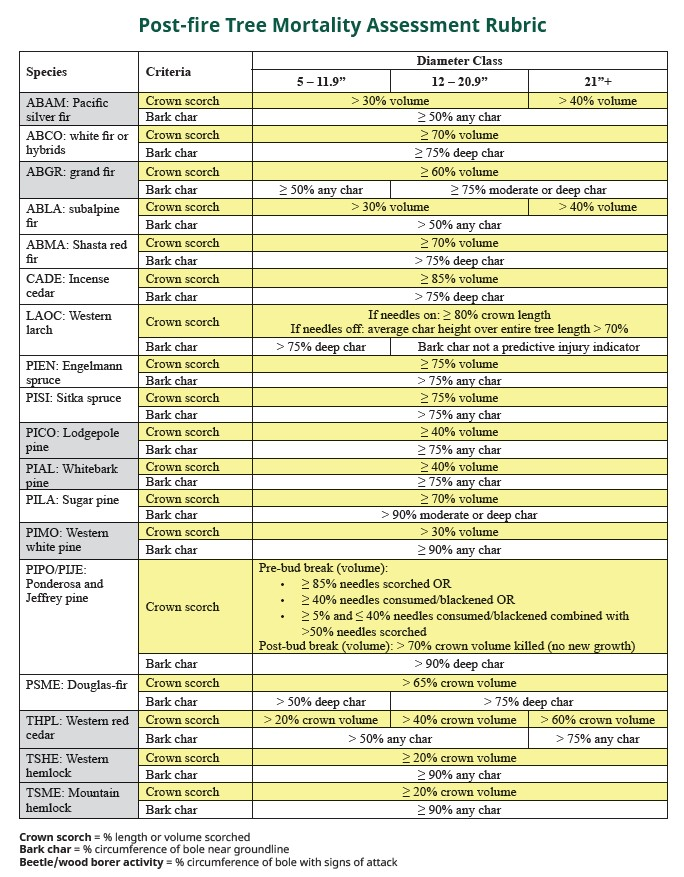 Post-fire Tree Mortality Assessment Rubric
Species Criteria Diameter Class
5 – 11.9” 12 – 20.9” 21”+
ABAM: Pacific silver fir Crown scorch > 30% volume > 40% volume
Bark char ≥ 50% any char
ABCO: white fir or hybrids Crown scorch ≥ 70% volume
Bark char ≥ 75% deep char
ABGR: grand fir Crown scorch ≥ 60% volume
Bark char ≥ 50% any char ≥ 75% moderate or deep char
ABLA: subalpine fir Crown scorch > 30% volume > 40% volume
Bark char > 50% any char
ABMA: Shasta red fir Crown scorch ≥ 70% volume
Bark char > 75% deep char
CADE: Incense cedar Crown scorch ≥ 85% volume
Bark char > 75% deep char
LAOC: Western larch Crown scorch If needles on: ≥ 80% crown length
If needles off: average char height over entire tree length > 70%
Bark char > 75% deep char Bark char not a predictive injury indicator
PIEN: Engelmann spruce Crown scorch ≥ 75% volume
Bark char > 75% any char
PISI: Sitka spruce Crown scorch ≥ 75% volume
Bark char > 75% any char
PICO: Lodgepole pine Crown scorch ≥ 40% volume
Bark char ≥ 75% any char
PIAL: Whitebark pine Crown scorch ≥ 40% volume
Bark char ≥ 75% any char
PILA: Sugar pine Crown scorch ≥ 70% volume
Bark char > 90% moderate or deep char
PIMO: Western white pine Crown scorch > 30% volume
Bark char ≥ 90% any char
PIPO/PIJE: Ponderosa and Jeffrey pine Crown scorch Pre-bud break (volume):
• ≥ 85% needles scorched OR
• ≥ 40% needles consumed/blackened OR
• ≥ 5% and ≤ 40% needles consumed/blackened combined with
>50% needles scorched
Post-bud break (volume): > 70% crown volume killed (no new growth)
Bark char > 90% deep char
PSME: Douglas-fir Crown scorch > 65% crown volume
Bark char > 50% deep char > 75% deep char
THPL: Western red cedar Crown scorch > 20% crown volume > 40% crown volume > 60% crown volume
Bark char > 50% any char > 75% any char
TSHE: Western hemlock Crown scorch ≥ 20% crown volume
Bark char ≥ 90% any char
TSME: Mountain hemlock Crown scorch ≥ 20% crown volume
Bark char ≥ 90% any char
Crown scorch = % length or volume scorched
Bark char = % circumference of bole near groundline
Beetle/wood borer activity = % circumference of bole with signs of attack